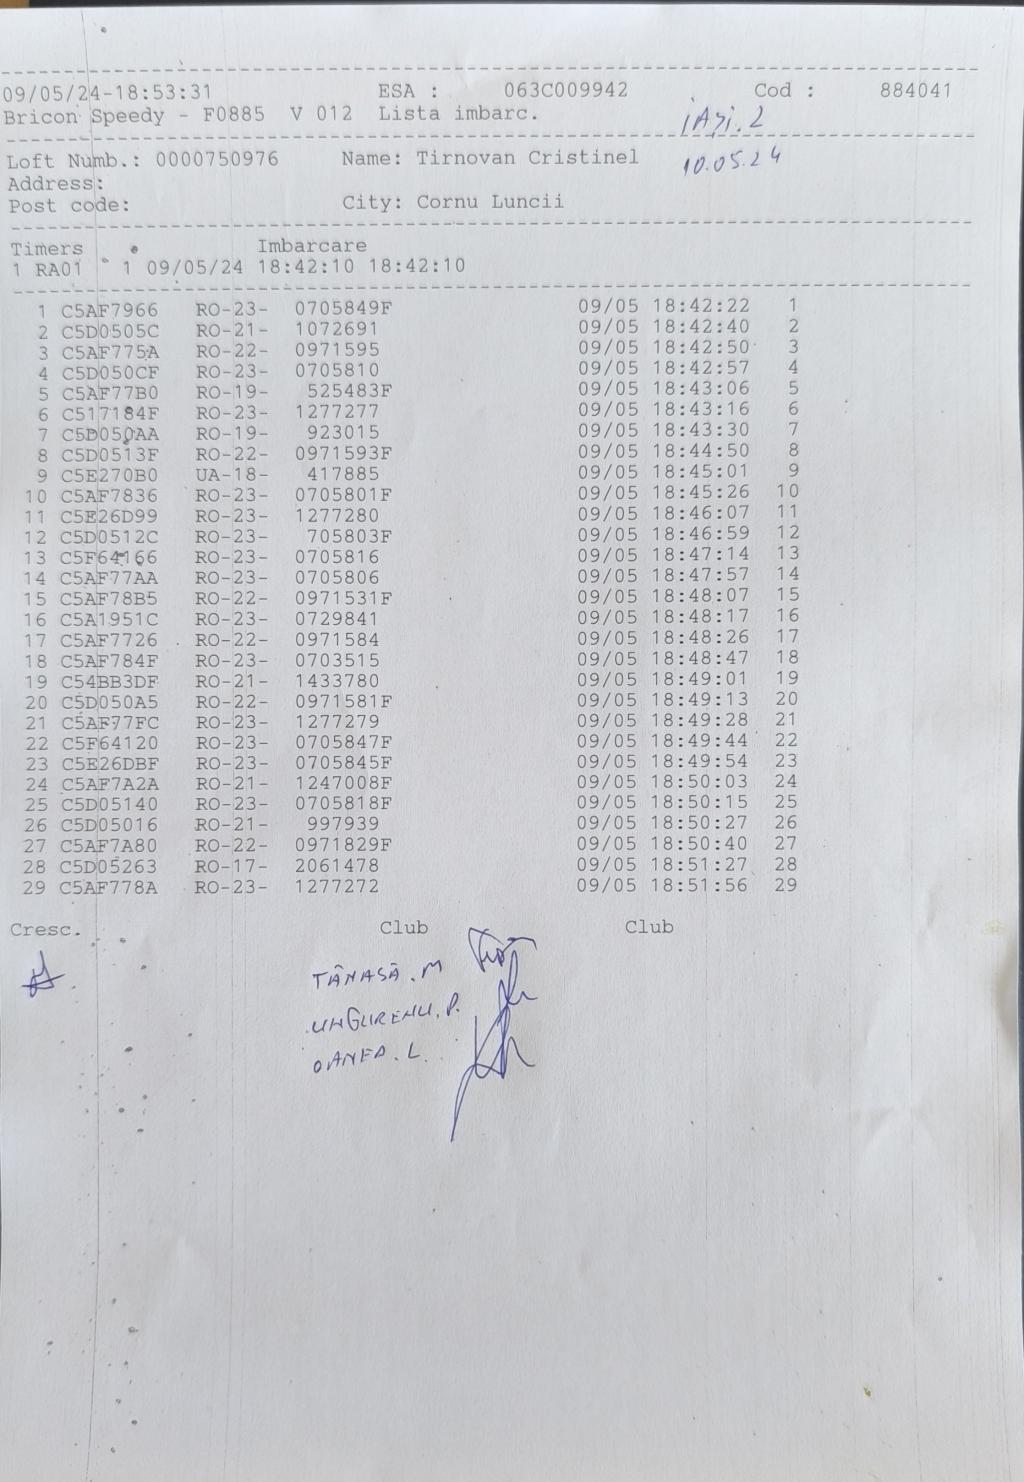 09/05/24-18:53:31 ESA : 063C009942 Cod : 884041
Bricon Speedy - F0885 V 012 Lista imbarc. iAși.2
Loft Numb.: 0000750976 Name: Tirnovan Cristinel 10.05.24
Address:
Post code: City: Cornu Luncii
Timers Imbarcare
1 RA01 1 09/05/24 18:42:10 18:42:10
1 C5AF7966 RO-23- 0705849F 09/05 18:42:22 1
2 C5D0505C RO-21- 1072691 09/05 18:42:40 2
3 C5AF775A RO-22- 0971595 09/05 18:42:50 3
4 C5D050CF RO-23- 0705810 09/05 18:42:57 4
5 C5AF77B0 RO-19- 525483F 09/05 18:43:06 5
6 C517184F RO-23- 1277277 09/05 18:43:16 6
7 C5D050AA RO-19- 923015 09/05 18:43:30 7
8 C5D0513F RO-22- 0971593F 09/05 18:44:50 8
9 C5E270B0 UA-18- 417885 09/05 18:45:01 9
10 C5AF7836 RO-23- 0705801F 09/05 18:45:26 10
11 C5E26D99 RO-23- 1277280 09/05 18:46:07 11
12 C5D0512C RO-23- 705803F 09/05 18:46:59 12
13 C5F64166 RO-23- 0705816 09/05 18:47:14 13
14 C5AF77AA RO-23- 0705806 09/05 18:47:57 14
15 C5AF78B5 RO-22- 0971531F 09/05 18:48:07 15
16 C5A1951C RO-23- 0729841 09/05 18:48:17 16
17 C5AF7726 RO-22- 0971584 09/05 18:48:26 17
18 C5AF784F RO-23- 0703515 09/05 18:48:47 18
19 C54BB3DF RO-21- 1433780 09/05 18:49:01 19
20 C5D050A5 RO-22- 0971581F 09/05 18:49:13 20
21 C5AF77FC RO-23- 1277279 09/05 18:49:28 21
22 C5F64120 RO-23- 0705847F 09/05 18:49:44 22
23 C5E26DBF RO-23- 0705845F 09/05 18:49:54 23
24 C5AF7A2A RO-21- 1247008F 09/05 18:50:03 24
25 C5D05140 RO-23- 0705818F 09/05 18:50:15 25
26 C5D05016 RO-21- 997939 09/05 18:50:27 26
27 C5AF7A80 RO-22- 0971829F 09/05 18:50:40 27
28 C5D05263 RO-17- 2061478 09/05 18:51:27 28
29 C5AF778A RO-23- 1277272 09/05 18:51:56 29
Cresc. Club Club
TĂNASĂ. M
UNGURENU. P.
OANEA. L.